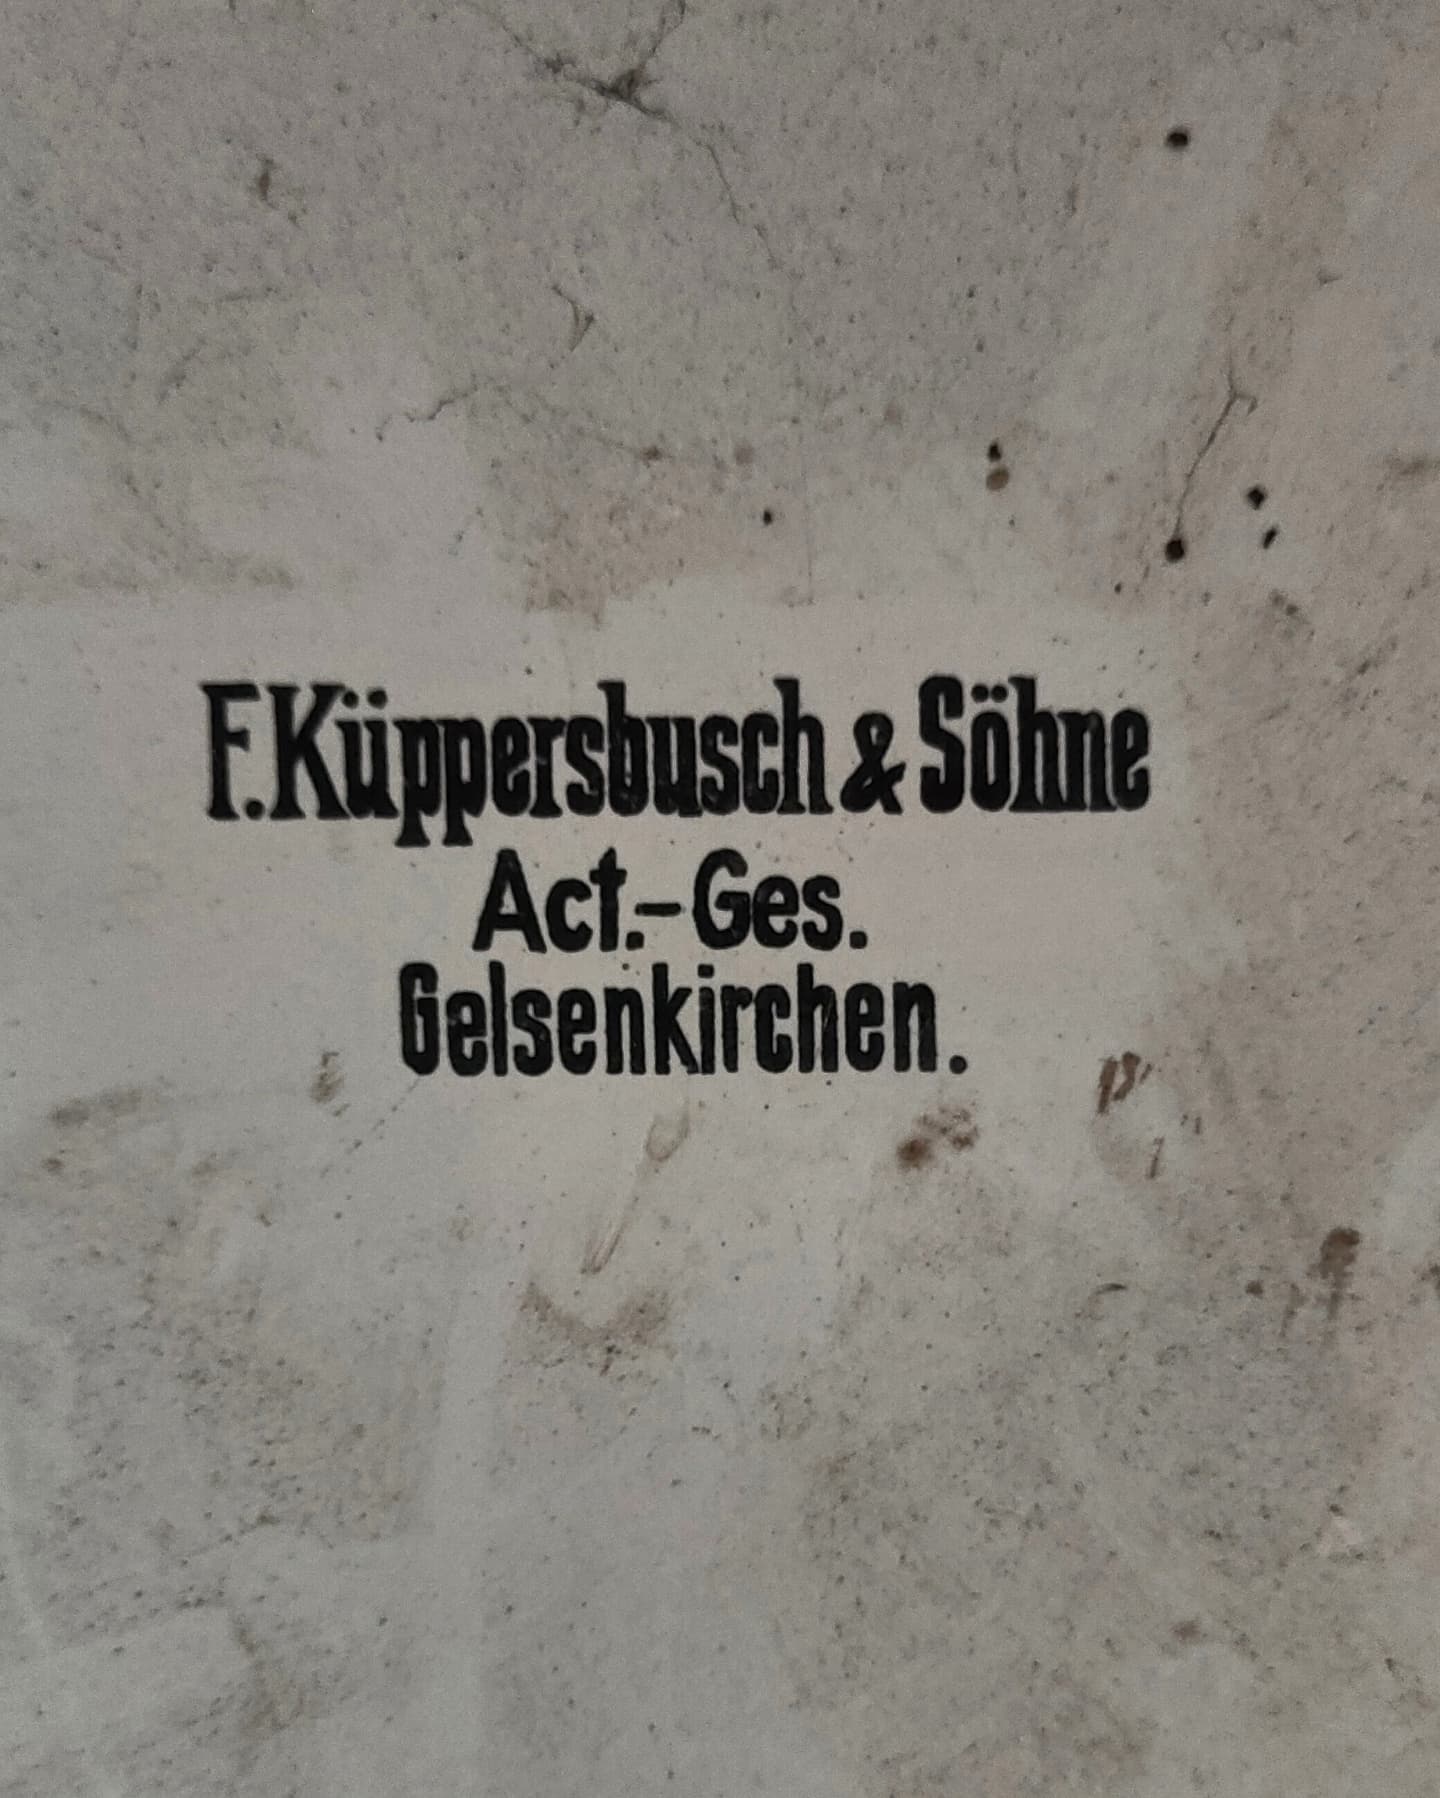 F. Küppersbusch & Söhne
Act.-Ges.
Gelsenkirchen.